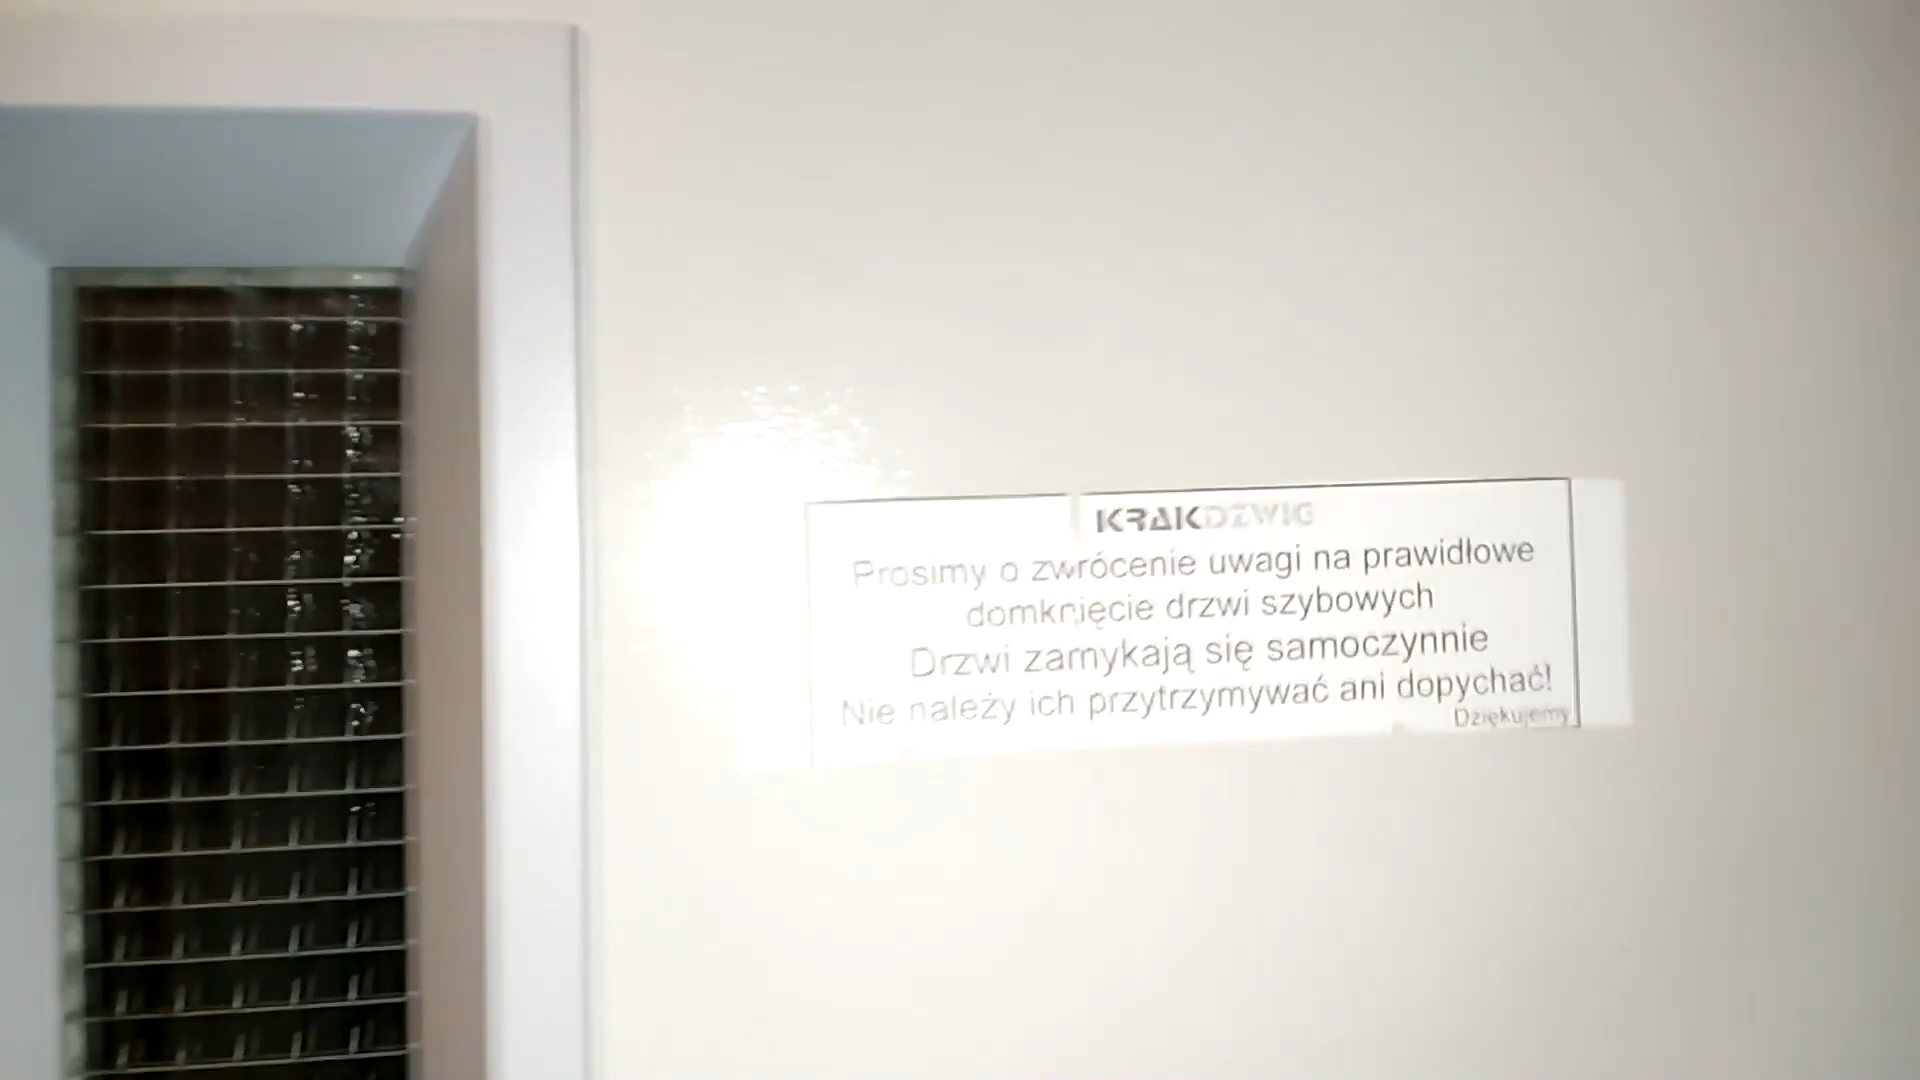 KRAKDŹWIG
Prosimy o zwrócenie uwagi na prawidłowe
domknięcie drzwi szybowych
Drzwi zamykają się samoczynnie
Nie należy ich przytrzymywać ani dopychać!
Dziękujemy